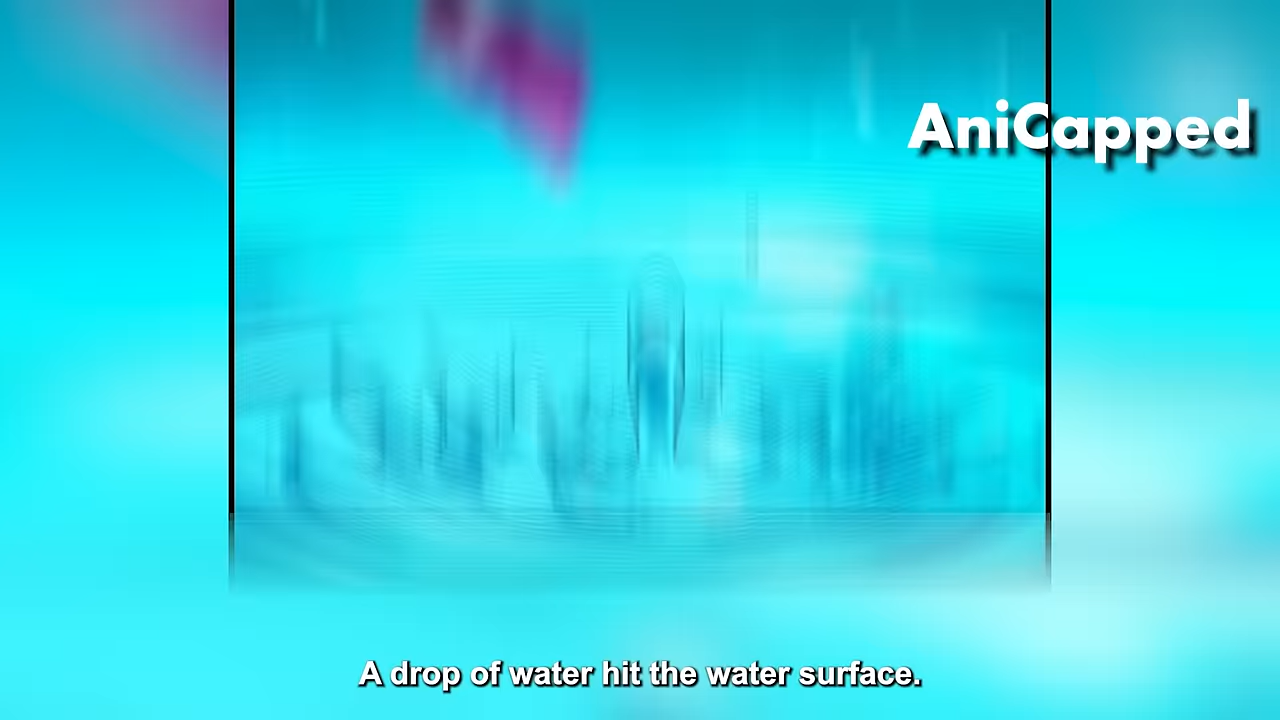 AniCapped
A drop of water hit the water surface.